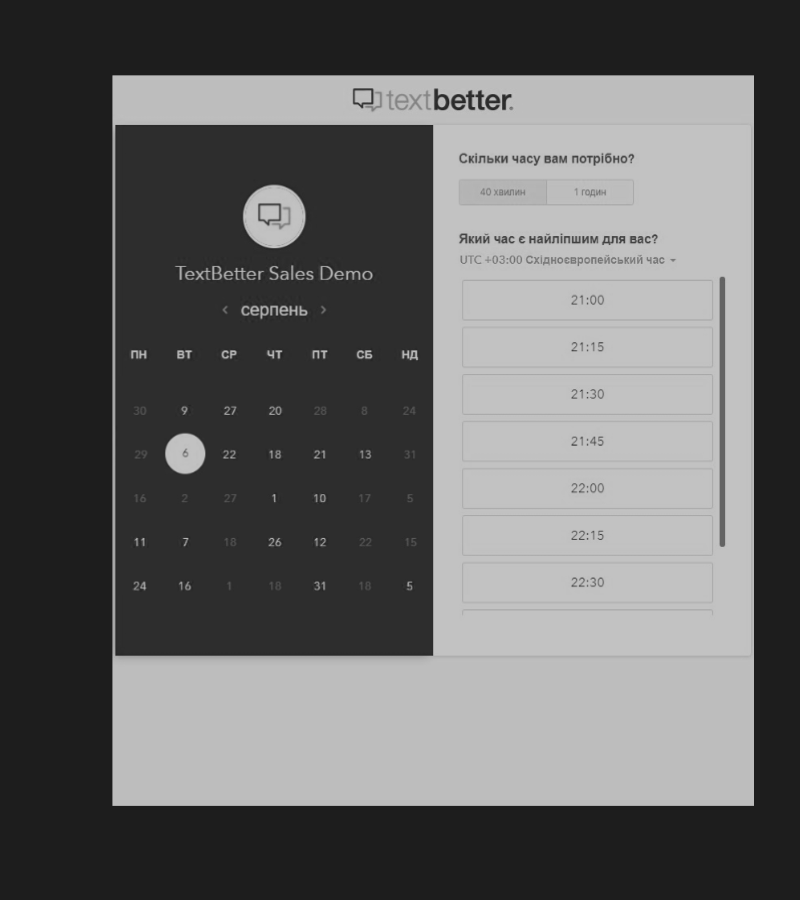 textbetter.
TextBetter Sales Demo
< серпень >
ПН ВТ СР ЧТ ПТ СБ НД
30 9 27 20 28 8 24
29 6 22 18 21 13 31
16 2 27 1 10 17 5
11 7 18 26 12 22 15
24 16 1 18 31 18 5
Скільки часу вам потрібно?
40 хвилин 1 годин
Який час є найліпшим для вас?
UTC +03:00 Східноєвропейський час
21:00
21:15
21:30
21:45
22:00
22:15
22:30